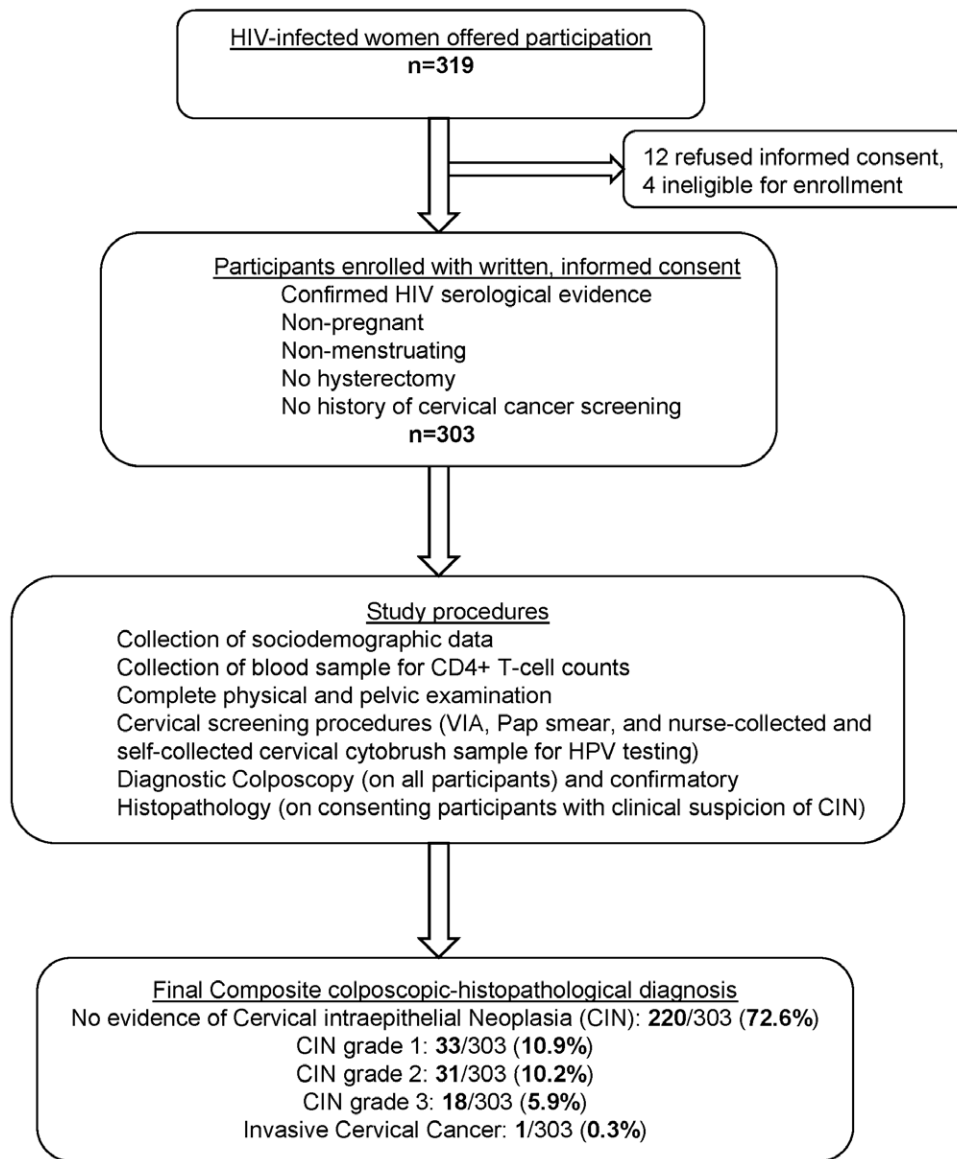 HIV-infected women offered participation
n=319
12 refused informed consent,
4 ineligible for enrollment
Participants enrolled with written, informed consent
Confirmed HIV serological evidence
Non-pregnant
Non-menstruating
No hysterectomy
No history of cervical cancer screening
n=303
Study procedures
Collection of sociodemographic data
Collection of blood sample for CD4+ T-cell counts
Complete physical and pelvic examination
Cervical screening procedures (VIA, Pap smear, and nurse-collected and
self-collected cervical cytobrush sample for HPV testing)
Diagnostic Colposcopy (on all participants) and confirmatory
Histopathology (on consenting participants with clinical suspicion of CIN)
Final Composite colposcopic-histopathological diagnosis
No evidence of Cervical intraepithelial Neoplasia (CIN): 220/303 (72.6%)
CIN grade 1: 33/303 (10.9%)
CIN grade 2: 31/303 (10.2%)
CIN grade 3: 18/303 (5.9%)
Invasive Cervical Cancer: 1/303 (0.3%)